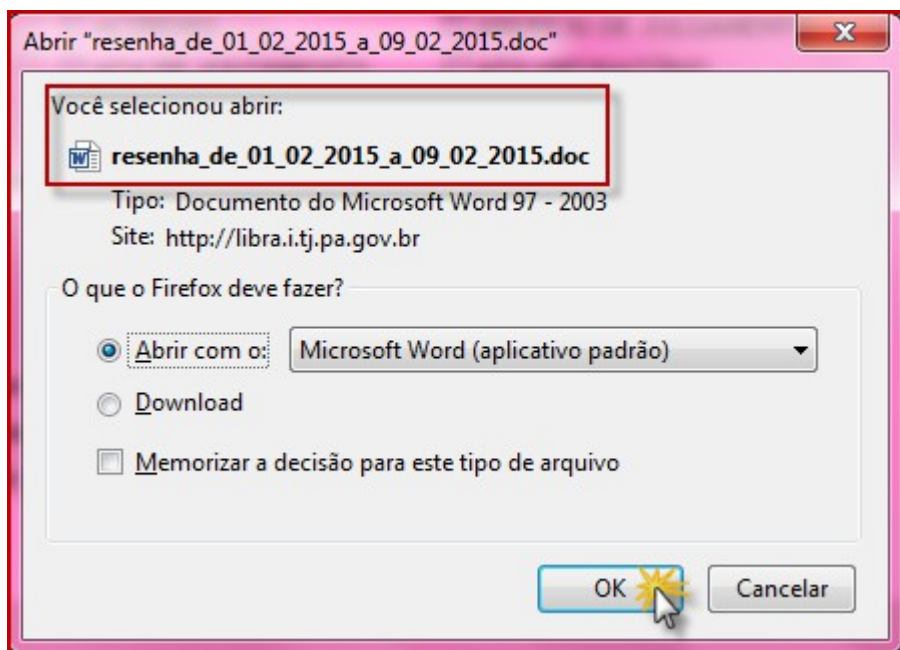 Abrir "resenha_de_01_02_2015_a_09_02_2015.doc"
Você selecionou abrir:
resenha_de_01_02_2015_a_09_02_2015.doc
Tipo: Documento do Microsoft Word 97 - 2003
Site: http://libra.i.tj.pa.gov.br
O que o Firefox deve fazer?
Abrir com o: Microsoft Word (aplicativo padrão)
Download
Memorizar a decisão para este tipo de arquivo
OK Cancelar